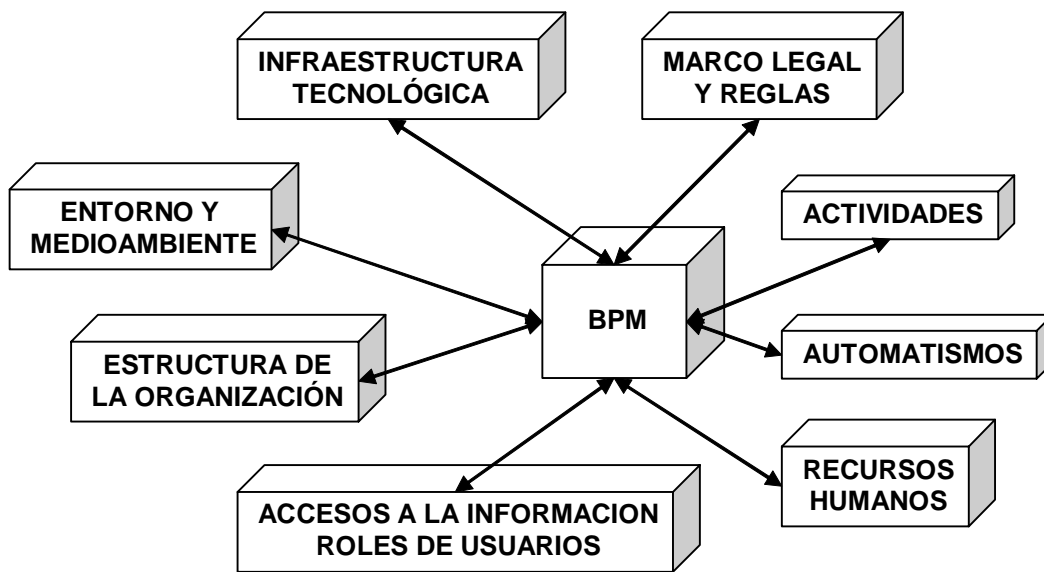 INFRAESTRUCTURA
TECNOLÓGICA
MARCO LEGAL
Y REGLAS
ENTORNO Y
MEDIOAMBIENTE
ACTIVIDADES
BPM
ESTRUCTURA DE
LA ORGANIZACIÓN
AUTOMATISMOS
RECURSOS
HUMANOS
ACCESOS A LA INFORMACION
ROLES DE USUARIOS